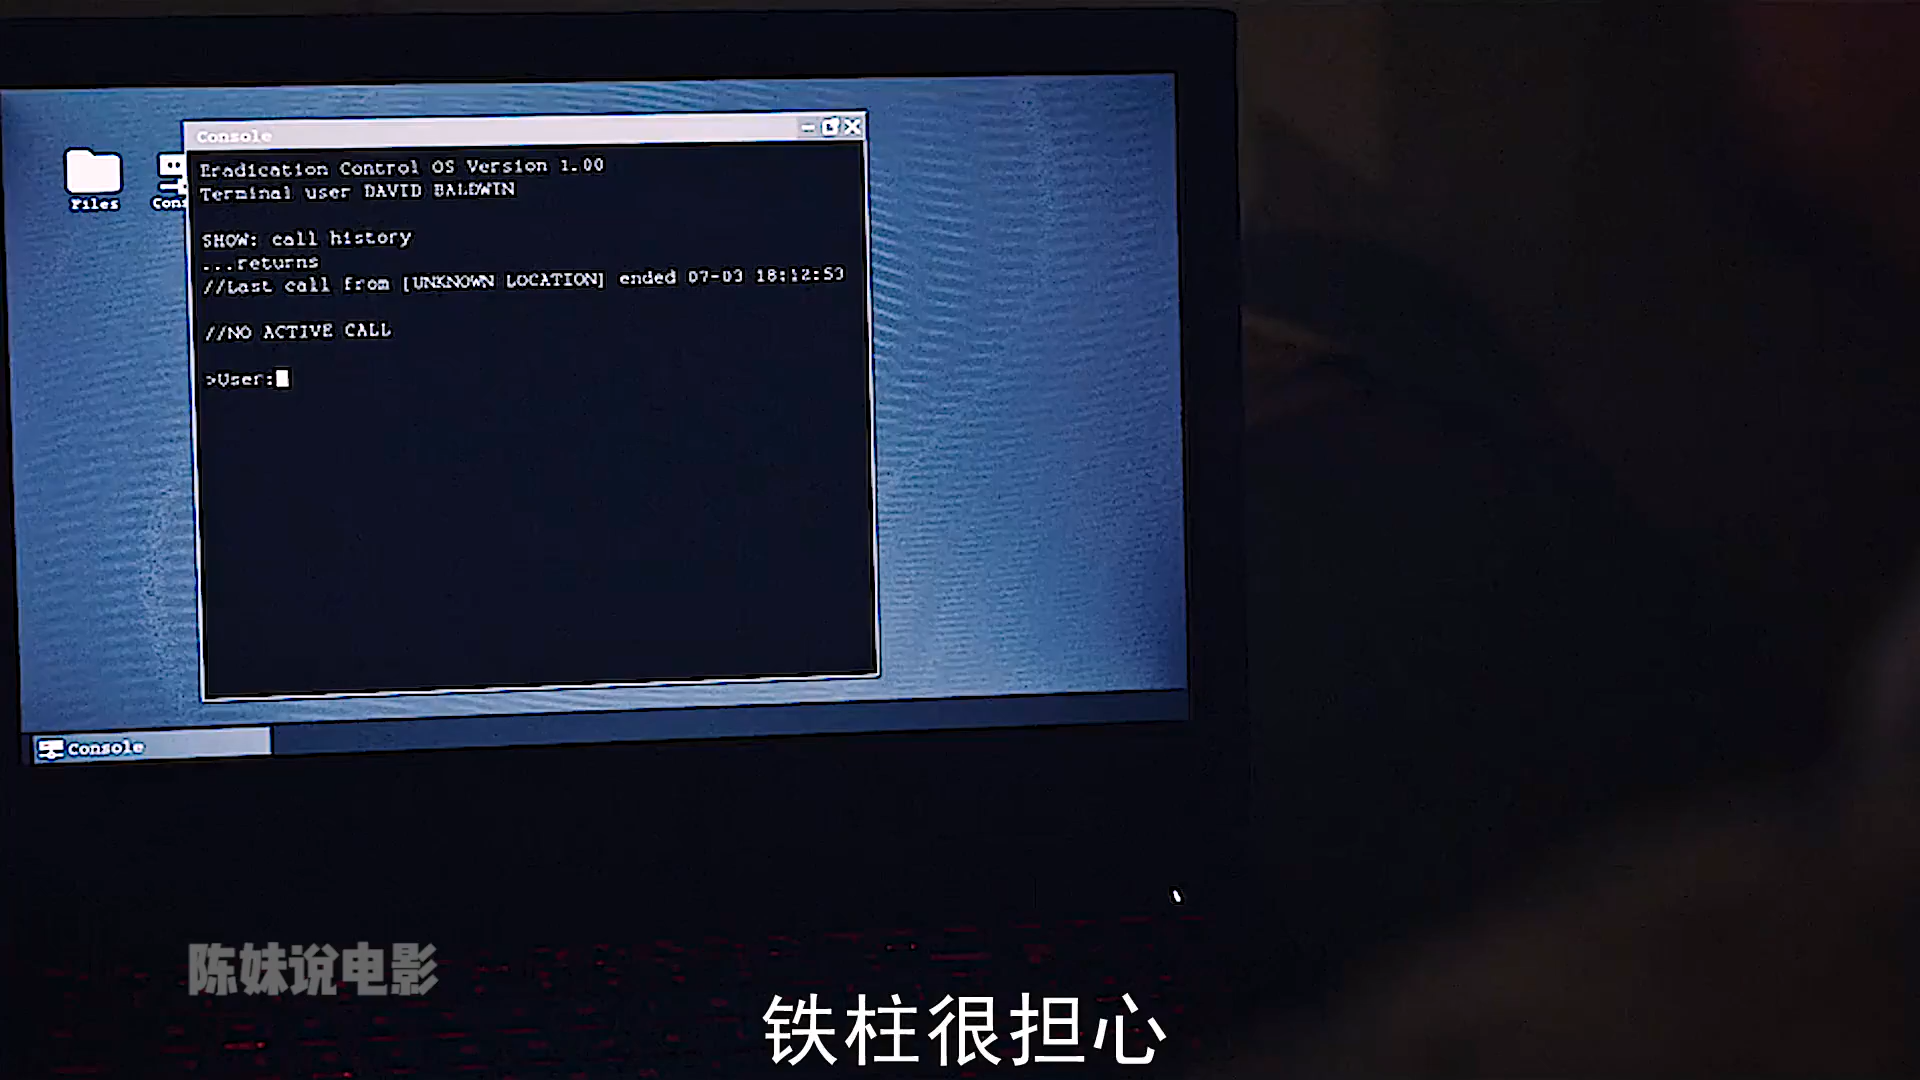 Console
Files
Cons
Eradication Control OS Version 1.00
Terminal user DAVID BALDWIN
SHOW: call history
...returns
//Last call from [UNKNOWN LOCATION] ended 07-03 18:12:53
//NO ACTIVE CALL
>User:
Console
陈妹说电影
铁柱很担心